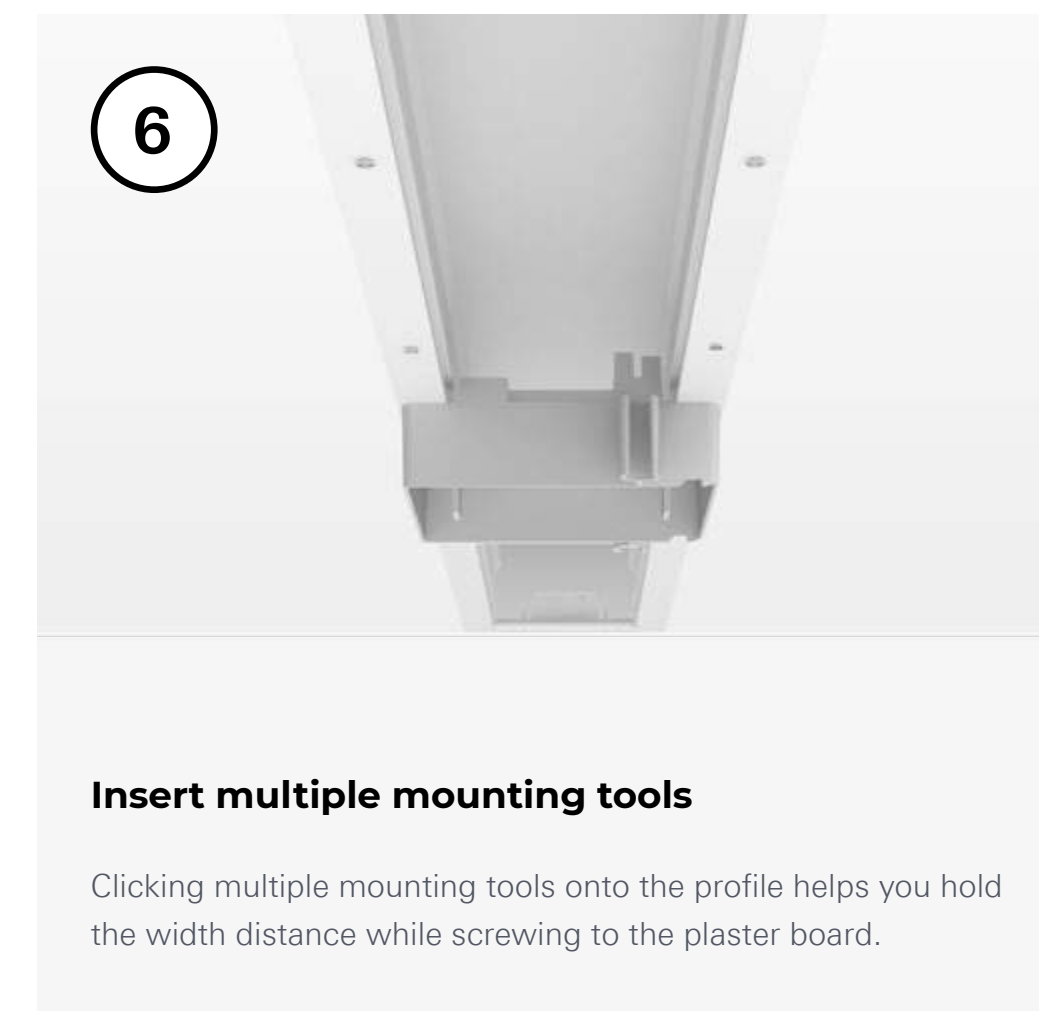 6
Insert multiple mounting tools
Clicking multiple mounting tools onto the profile helps you hold
the width distance while screwing to the plaster board.